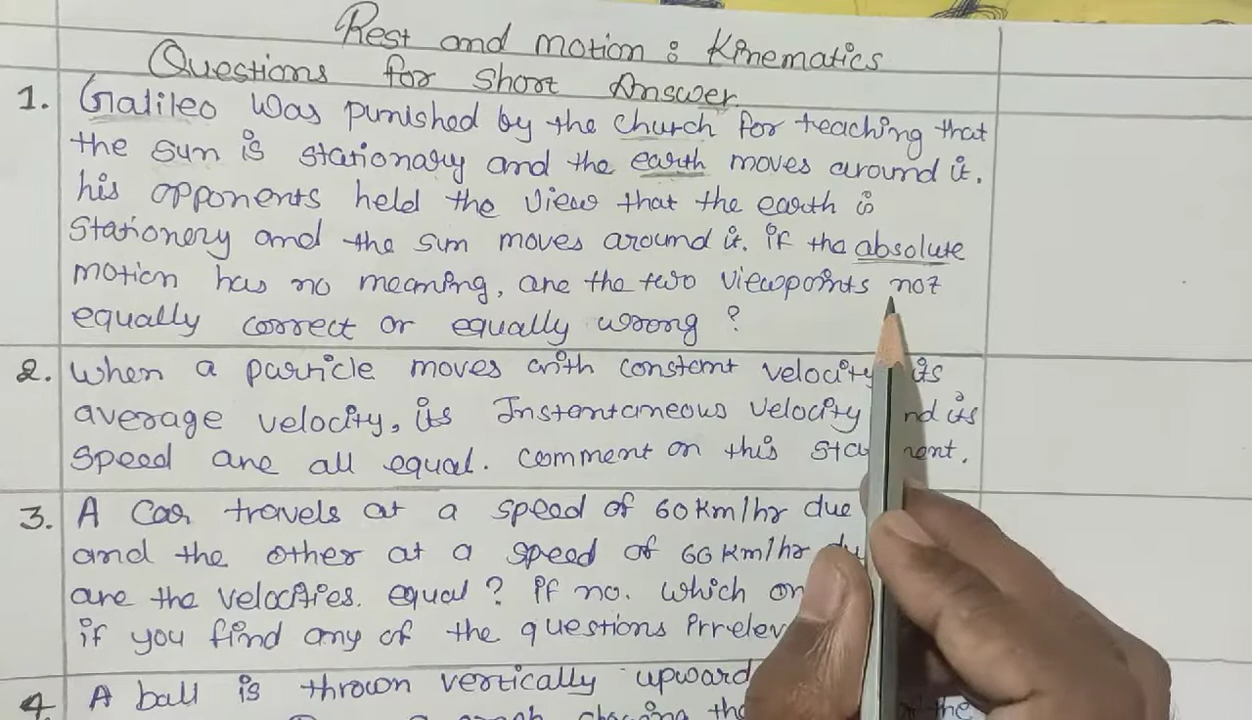 Rest and motion : Kinematics
Questions for Short Answer
1. Galileo was punished by the church for teaching that
the sun is stationary and the earth moves around it.
his opponents held the view that the earth is
stationery and the sun moves around it. if the absolute
motion has no meaning, are the two viewpoints not
equally correct or equally wrong ?
2. When a particle moves with constant velocity its
average velocity, its Instantaneous velocity and its
speed are all equal. comment on this
3. A car travels at a speed of 60 km/hr due
and the other at a speed of 60 km/hr
are the velocities. equal ? if no. which
if you find any of the questions
4. A ball is thrown vertically upward
a graph showing the the